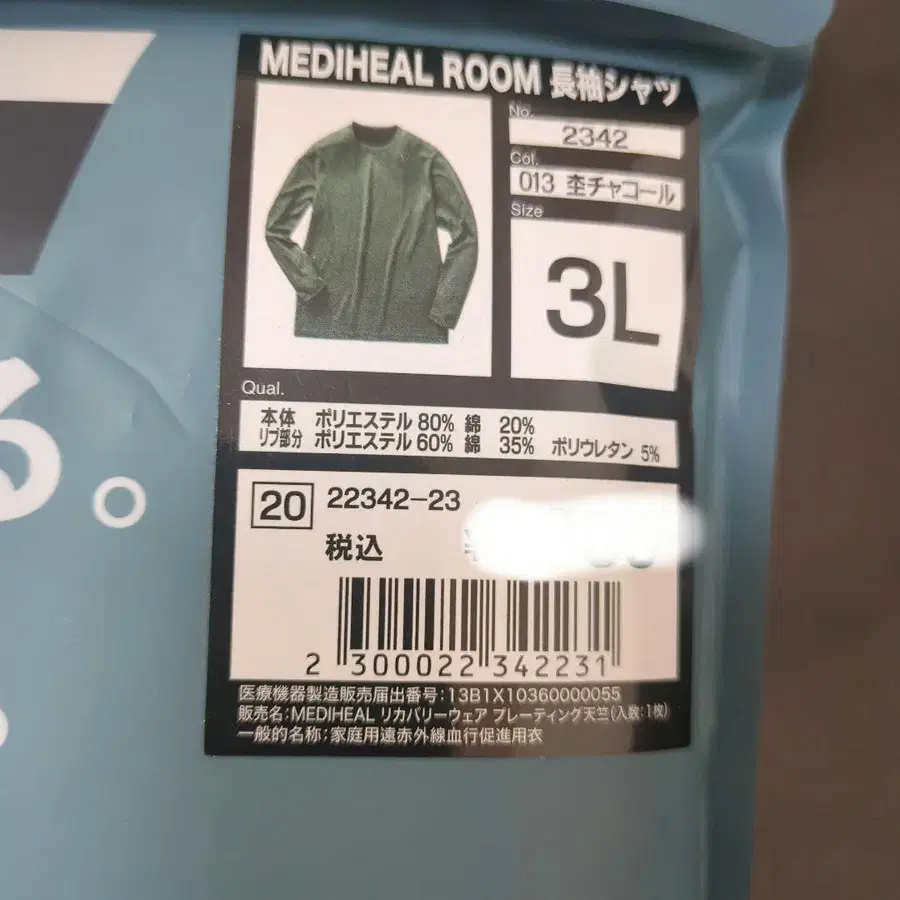 MEDIHEAL ROOM 長袖シャツ
No.
2342
Col.
013 杢チャコール
Size
3L
Qual.
本体 ポリエステル 80% 綿 20%
リブ部分 ポリエステル 60% 綿 35% ポリウレタン 5%
20 22342-23
税込
2 300022 342231
医療機器製造販売届出番号:13B1X10360000055
販売名:MEDIHEAL リカバリーウェア プレーティング天竺(入数:1枚)
一般的名称:家庭用遠赤外線血行促進用衣
る。